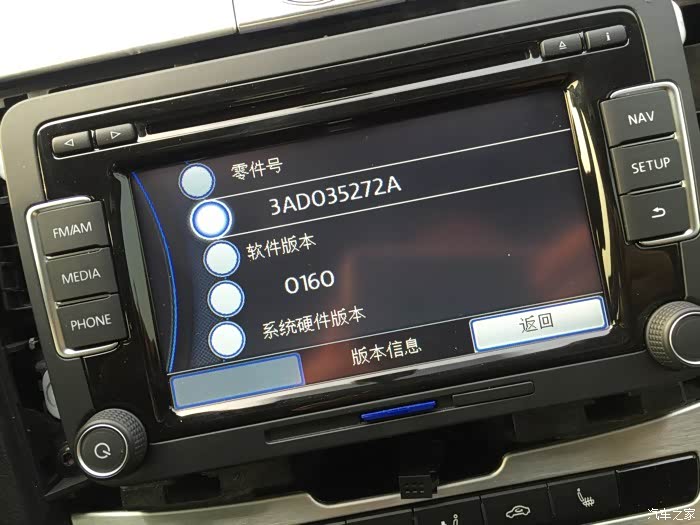 NAV
SETUP
FM/AM
MEDIA
PHONE
零件号
3AD035272A
软件版本
0160
系统硬件版本
版本信息
返回
汽车之家